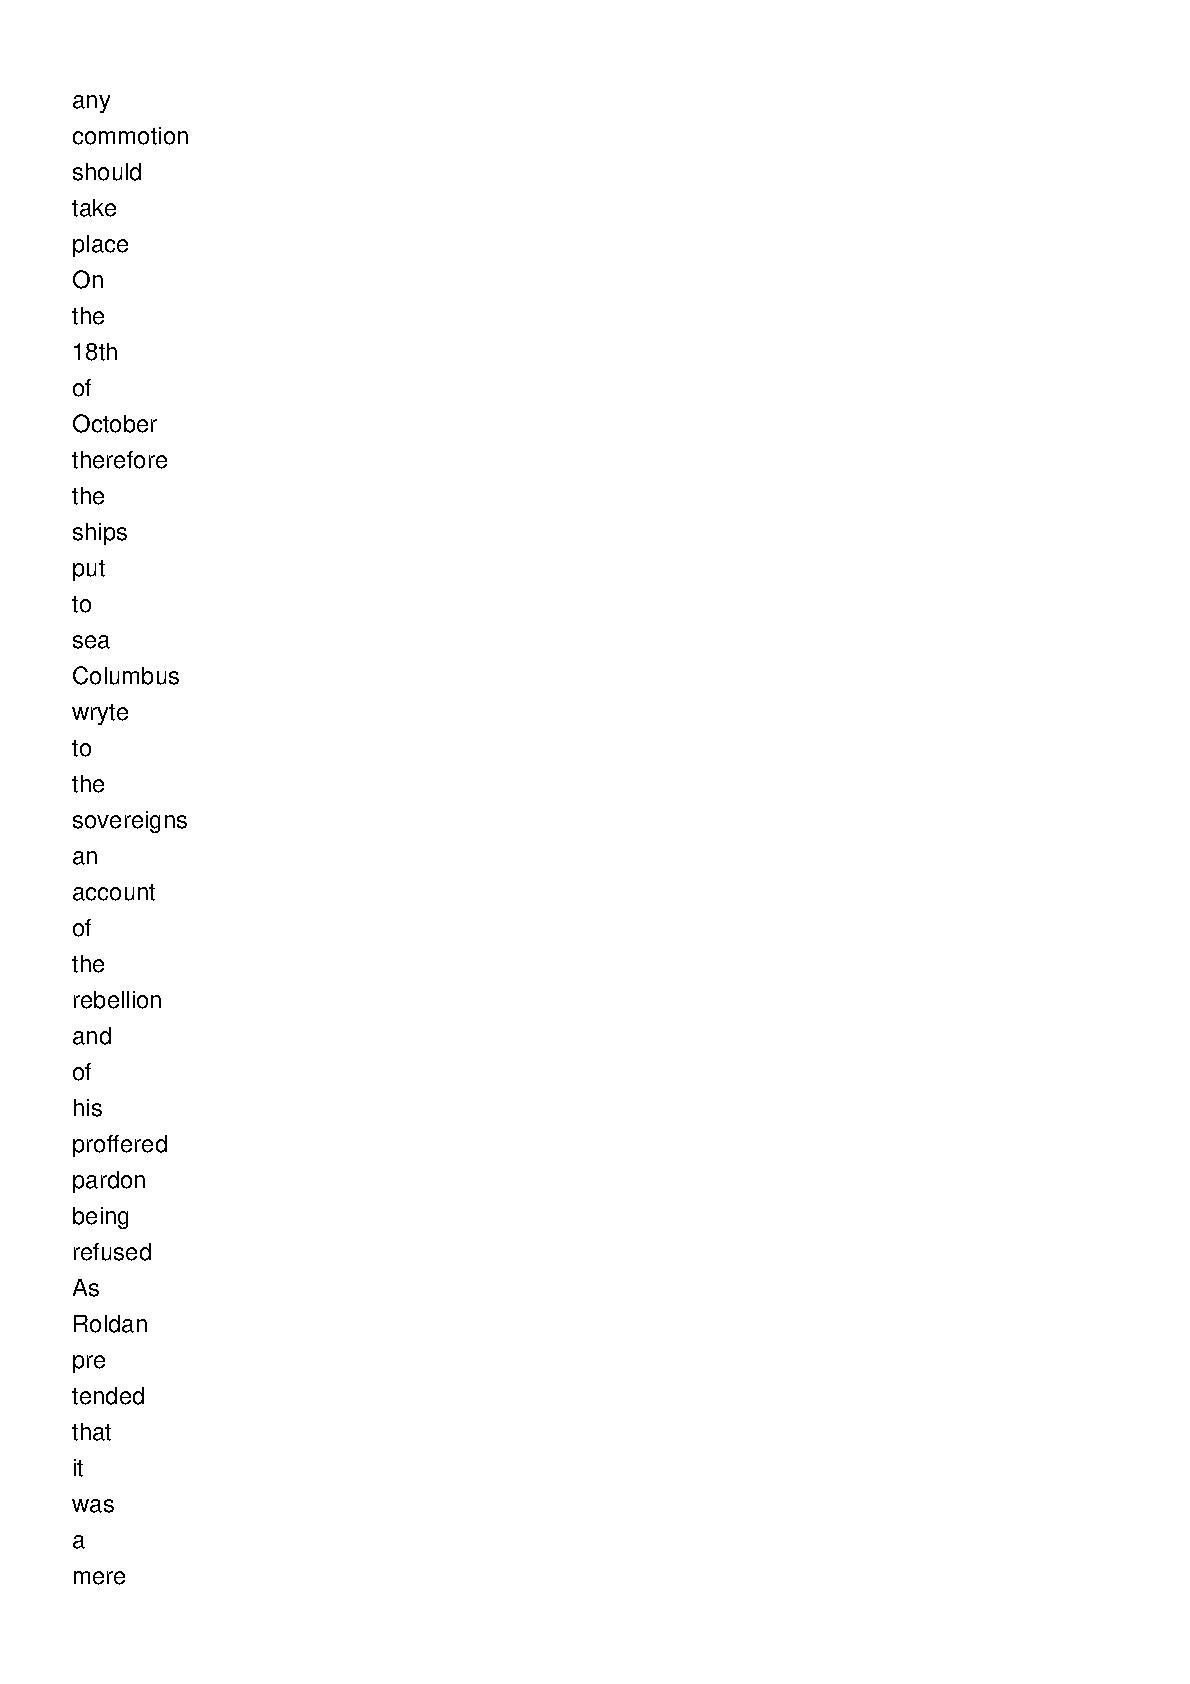 any
commotion
should
take
place
On
the
18th
of
October
therefore
the
ships
put
to
sea
Columbus
wryte
to
the
sovereigns
an
account
of
the
rebellion
and
of
his
proffered
pardon
being
refused
As
Roldan
pre
tended
that
it
was
a
mere